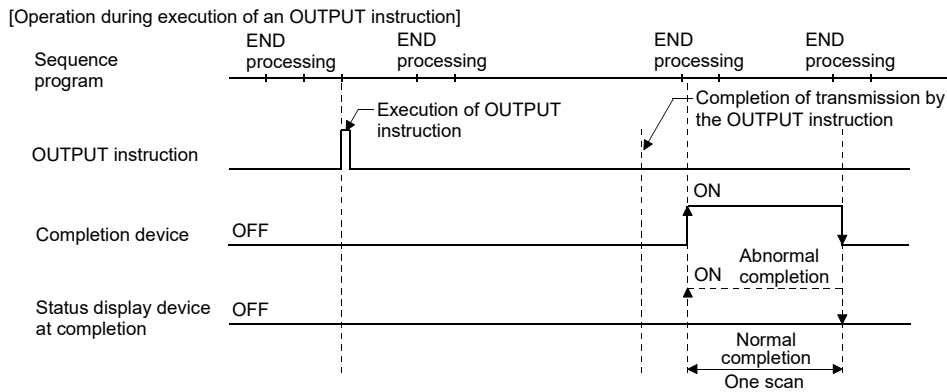 [Operation during execution of an OUTPUT instruction]
END
processing
END
processing
END
processing
END
processing
Sequence
program
Execution of OUTPUT
instruction
Completion of transmission by
the OUTPUT instruction
OUTPUT instruction
ON
Completion device
OFF
Abnormal
completion
ON
Status display device
at completion
OFF
Normal
completion
One scan